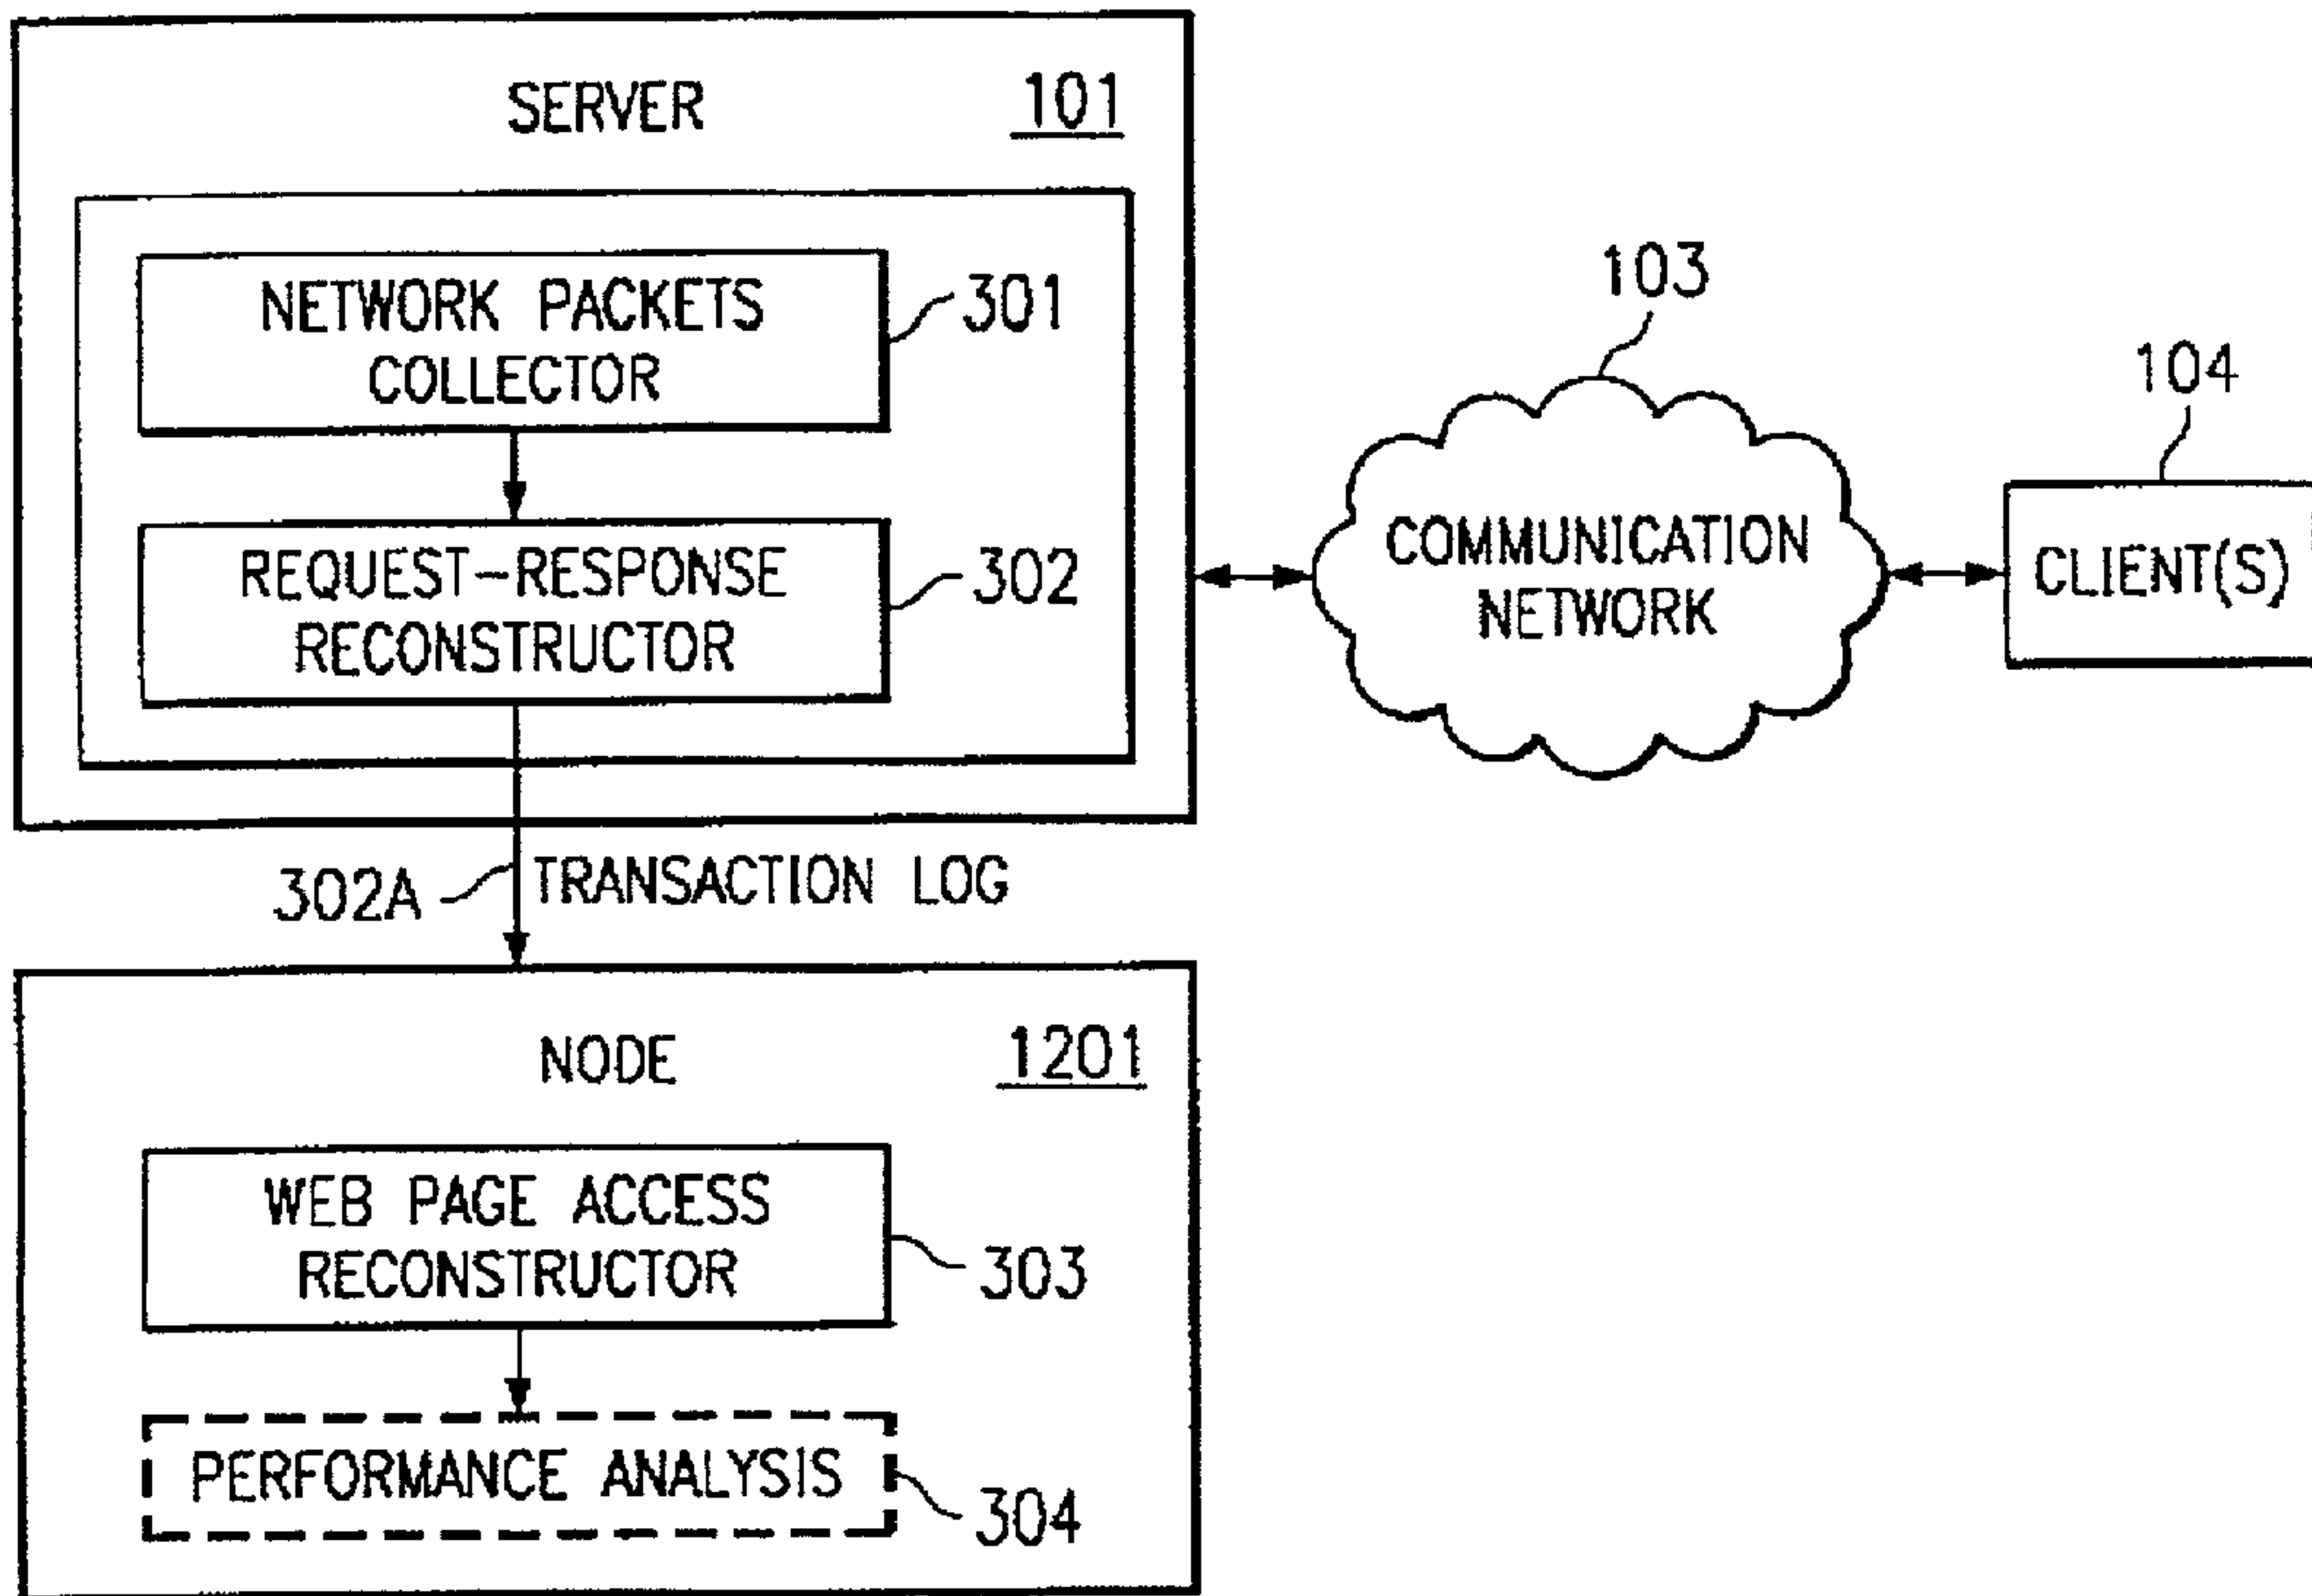 SERVER 101
NETWORK PACKETS
COLLECTOR
301
REQUEST-RESPONSE
RECONSTRUCTOR
302
103
COMMUNICATION
NETWORK
104
CLIENT(S)
302A
TRANSACTION LOG
NODE 1201
WEB PAGE ACCESS
RECONSTRUCTOR
303
PERFORMANCE ANALYSIS
304